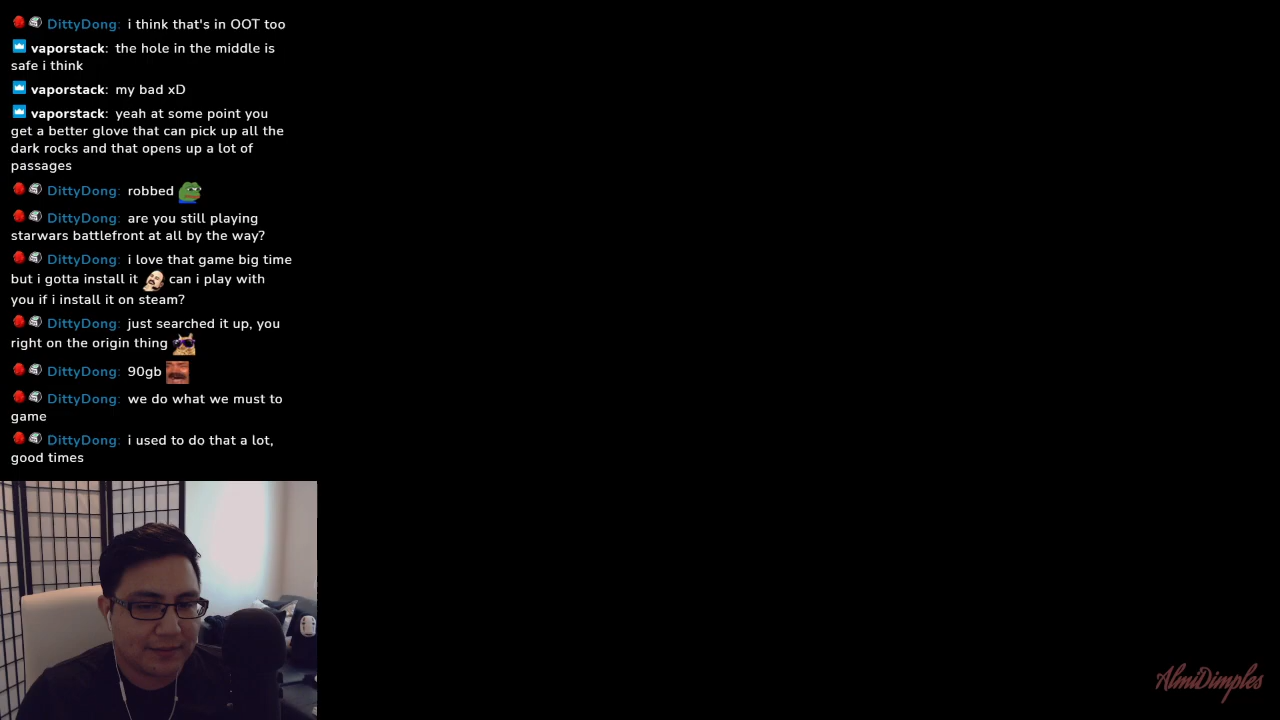 DittyDong: i think that's in OOT too
vaporstack: the hole in the middle is
safe i think
vaporstack: my bad xD
vaporstack: yeah at some point you
get a better glove that can pick up all the
dark rocks and that opens up a lot of
passages
DittyDong: robbed
DittyDong: are you still playing
starwars battlefront at all by the way?
DittyDong: i love that game big time
but i gotta install it can i play with
you if i install it on steam?
DittyDong: just searched it up, you
right on the origin thing
DittyDong: 90gb
DittyDong: we do what we must to
game
DittyDong: i used to do that a lot,
good times
AlmiDimples